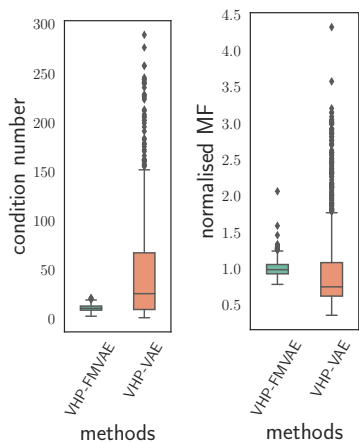 condition number
300
250
200
150
100
50
0
VHP-FMVAE
VHP-VAE
methods
normalised MF
4.5
4.0
3.5
3.0
2.5
2.0
1.5
1.0
0.5
VHP-FMVAE
VHP-VAE
methods